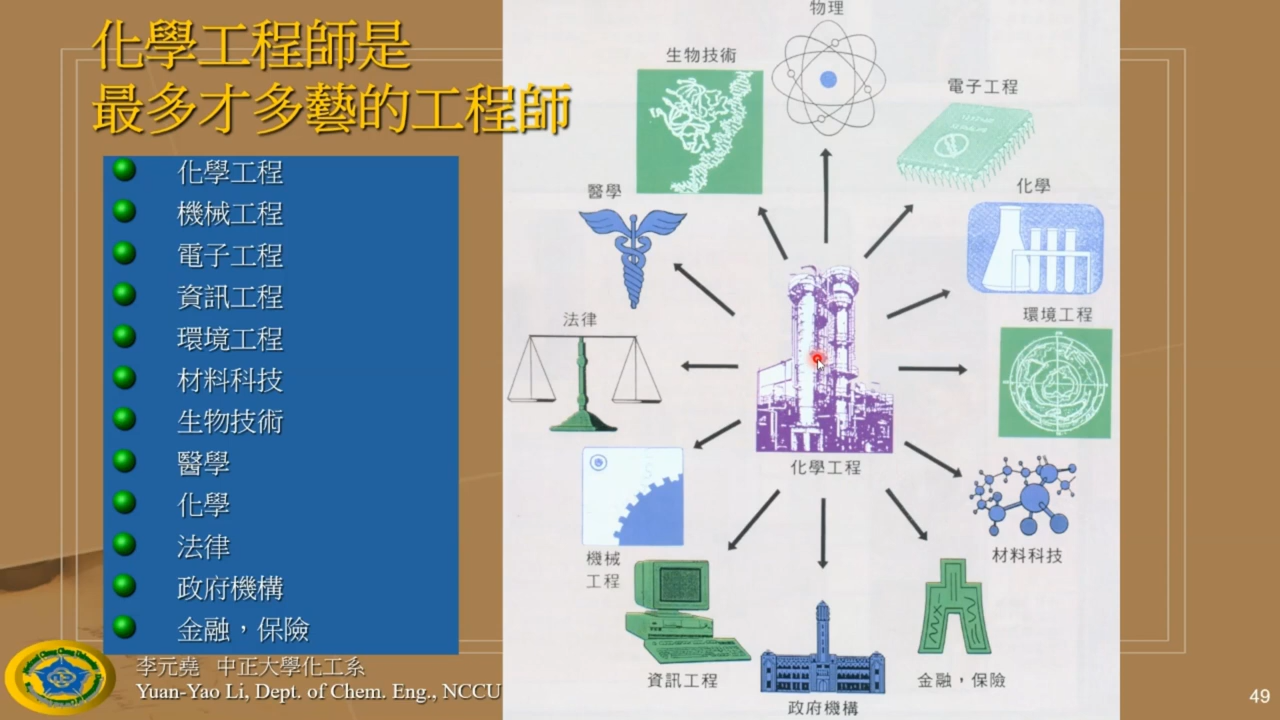 化學工程師是
最多才多藝的工程師
化學工程
機械工程
電子工程
資訊工程
環境工程
材料科技
生物技術
醫學
化學
法律
政府機構
金融，保險
李元堯 中正大學化工系
Yuan-Yao Li, Dept. of Chem. Eng., NCCU
物理
生物技術
電子工程
醫學
化學
法律
環境工程
化學工程
機械
工程
材料科技
資訊工程
政府機構
金融，保險
49